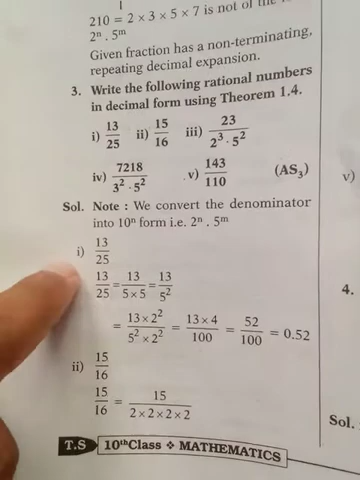 210 = 2 × 3 × 5 × 7 is not of the
2ⁿ . 5ᵐ
Given fraction has a non-terminating,
repeating decimal expansion.
3. Write the following rational numbers
in decimal form using Theorem 1.4.
i) 13/25 ii) 15/16 iii) 23/(2³ · 5²)
iv) 7218/(3² · 5²) v) 143/110 (AS₃)
v)
Sol. Note : We convert the denominator
into 10ⁿ form i.e. 2ⁿ . 5ᵐ
i) 13/25
13/25 = 13/(5 × 5) = 13/5²
4.
= (13 × 2²)/(5² × 2²) = (13 × 4)/100 = 52/100 = 0.52
ii) 15/16
15/16 = 15/(2 × 2 × 2 × 2)
Sol.
T.S 10ᵗʰClass ❖ MATHEMATICS